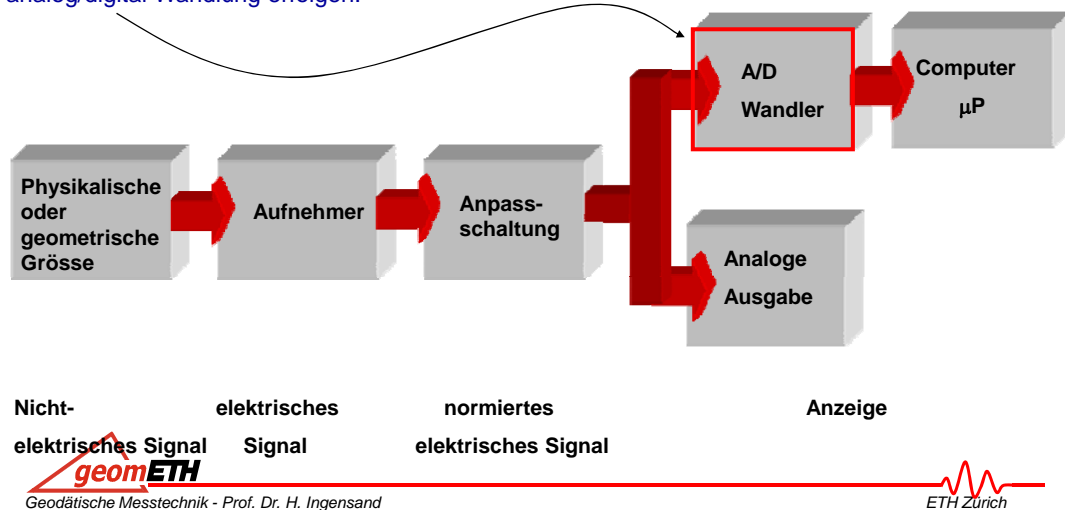 analog/digital Wandlung erfolgen.
A/D
Wandler
Computer
μP
Physikalische
oder
geometrische
Grösse
Aufnehmer
Anpass-
schaltung
Analoge
Ausgabe
Nicht-
elektrisches Signal
elektrisches
Signal
normiertes
elektrisches Signal
Anzeige
geomETH
Geodätische Messtechnik - Prof. Dr. H. Ingensand
ETH Zürich